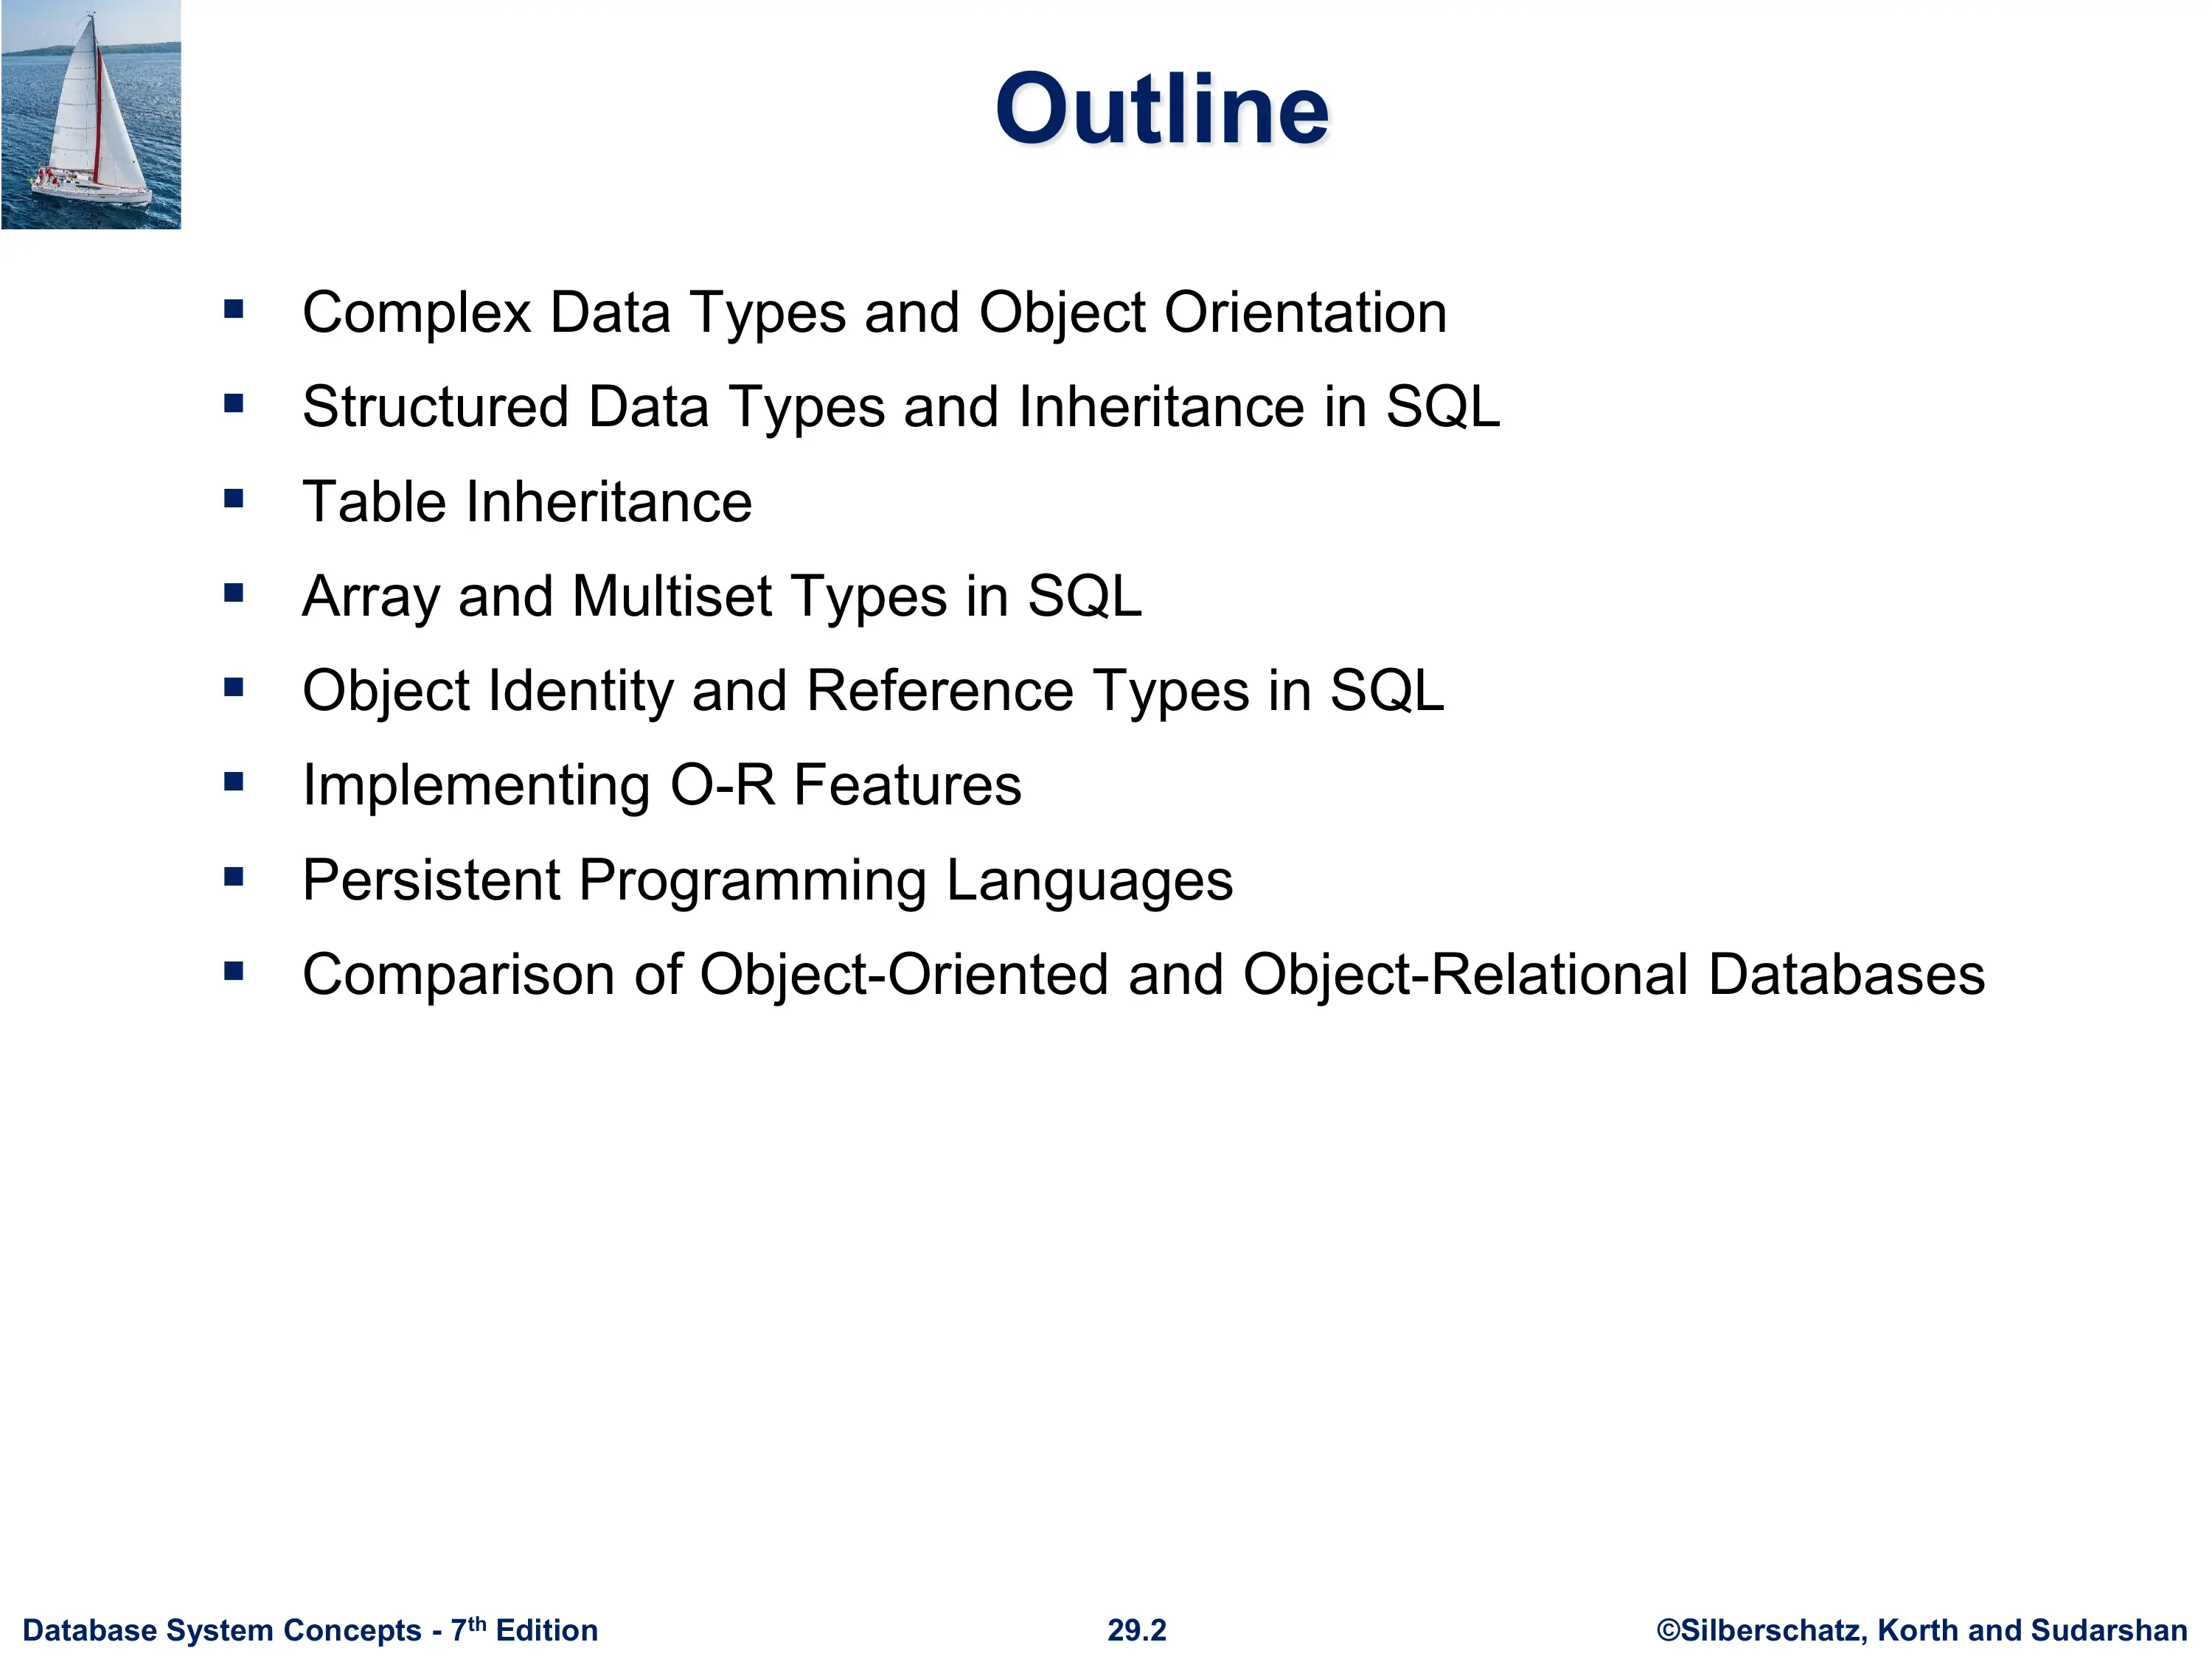 Outline
▪ Complex Data Types and Object Orientation
▪ Structured Data Types and Inheritance in SQL
▪ Table Inheritance
▪ Array and Multiset Types in SQL
▪ Object Identity and Reference Types in SQL
▪ Implementing O-R Features
▪ Persistent Programming Languages
▪ Comparison of Object-Oriented and Object-Relational Databases
Database System Concepts - 7th Edition 29.2 ©Silberschatz, Korth and Sudarshan